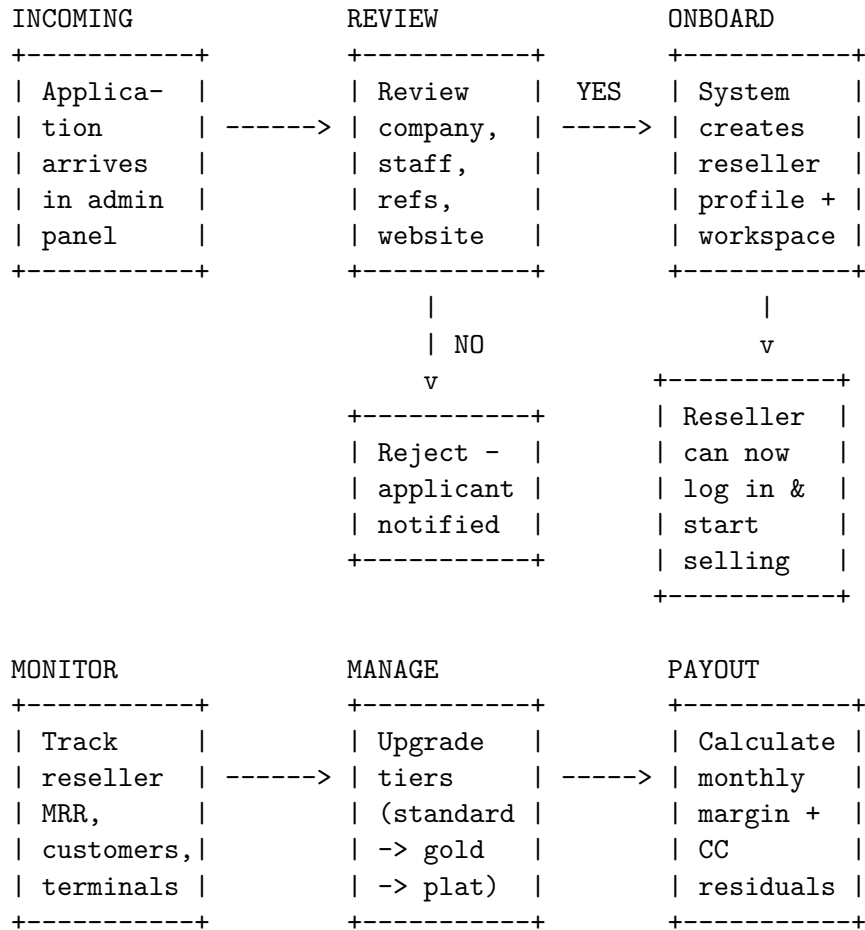 INCOMING REVIEW ONBOARD
+-----------+ +-----------+ +-----------+
| Applica- | | Review | YES | System |
| tion | ------> | company, | -----> | creates |
| arrives | | staff, | | reseller |
| in admin | | refs, | | profile + |
| panel | | website | | workspace |
+-----------+ +-----------+ +-----------+
| |
| NO v
v +-----------+
+-----------+ | Reseller |
| Reject - | | can now |
| applicant | | log in & |
| notified | | start |
+-----------+ | selling |
+-----------+
MONITOR MANAGE PAYOUT
+-----------+ +-----------+ +-----------+
| Track | | Upgrade | | Calculate |
| reseller | ------> | tiers | -----> | monthly |
| MRR, | | (standard | | margin + |
| customers,| | -> gold | | CC |
| terminals | | -> plat) | | residuals |
+-----------+ +-----------+ +-----------+